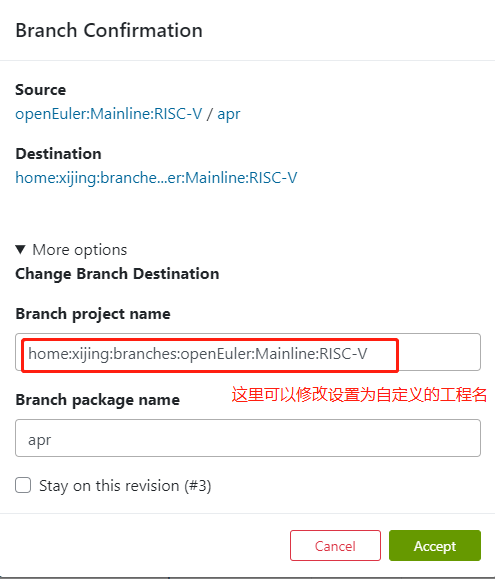 Branch Confirmation
Source
openEuler:Mainline:RISC-V / apr
Destination
home:xijing:branche...er:Mainline:RISC-V
▼ More options
Change Branch Destination
Branch project name
home:xijing:branches:openEuler:Mainline:RISC-V
这里可以修改设置为自定义的工程名
Branch package name
apr
Stay on this revision (#3)
Cancel
Accept